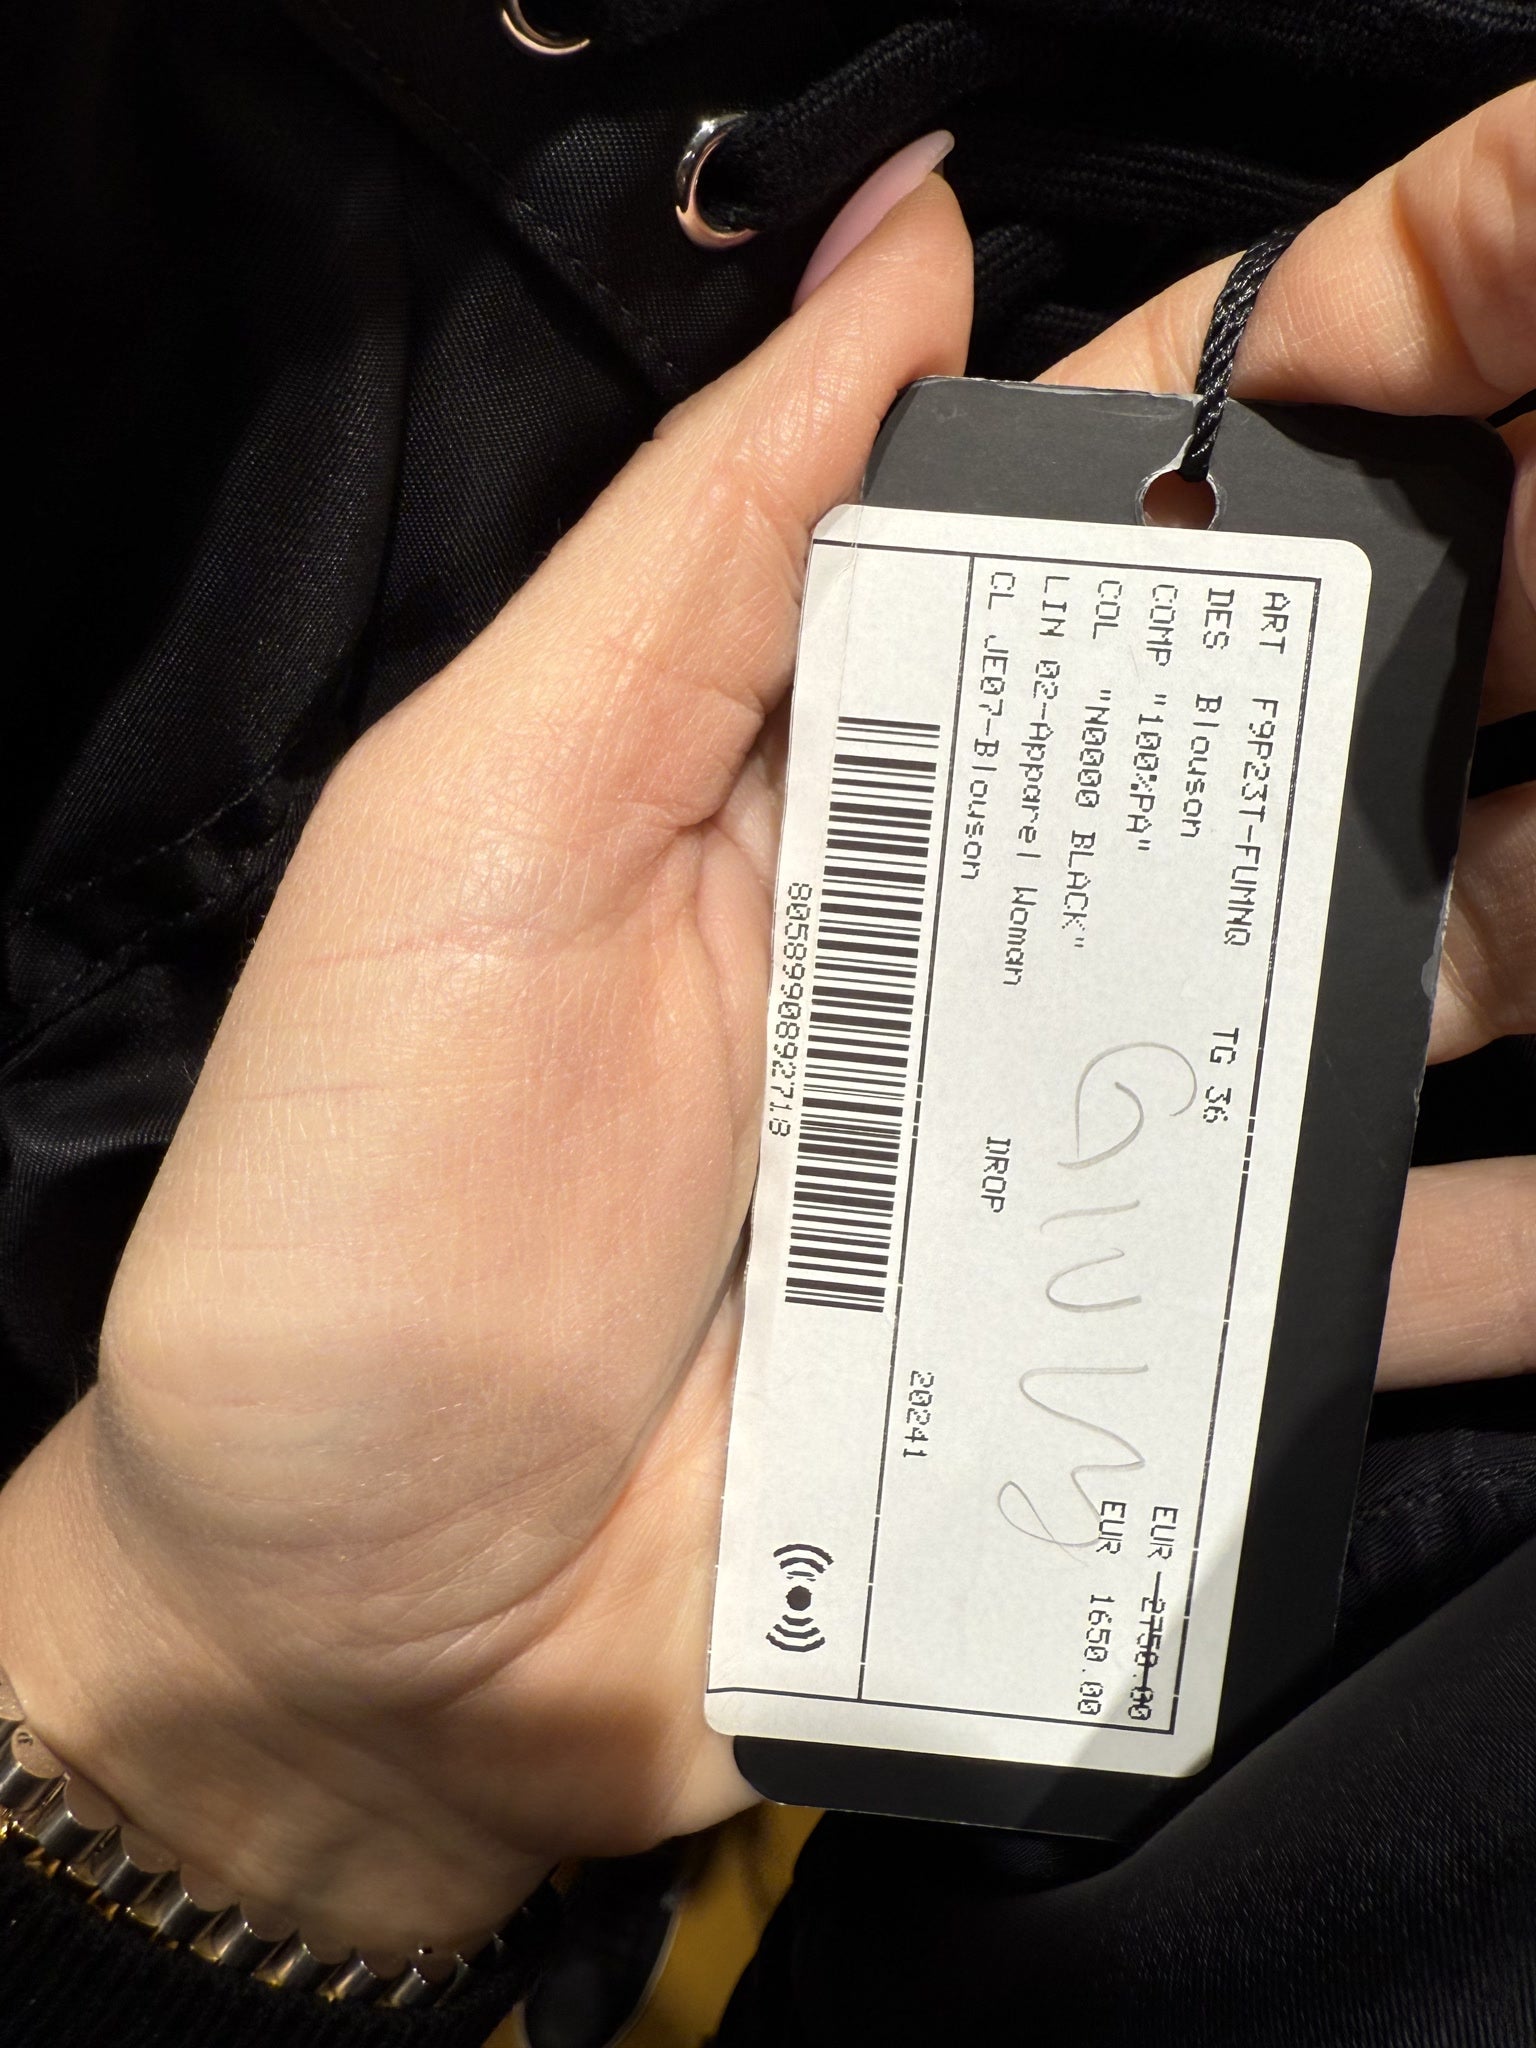 ART F9P23T-FUMNQ TG 36
DES Blouson
COMP "100%PA"
COL "N0000 BLACK"
LIN 02-Apparel Woman
CL JE07-Blouson DROP
EUR 2750.00
EUR 1650.00
20241
8058999089271B